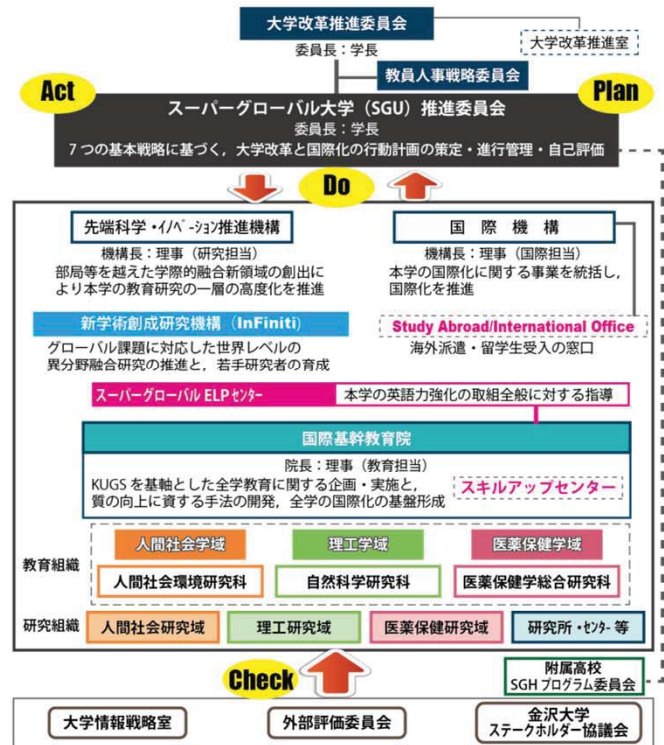 大学改革推進委員会
委員長：学長
大学改革推進室
教員人事戦略委員会
Act
Plan
スーパーグローバル大学（SGU）推進委員会
委員長：学長
7つの基本戦略に基づく，大学改革と国際化の行動計画の策定・進行管理・自己評価
Do
先端科学・ｲﾉﾍﾞｰｼｮﾝ推進機構
機構長：理事（研究担当）
部局等を越えた学際的融合新領域の創出に
より本学の教育研究の一層の高度化を推進
国際機構
機構長：理事（国際担当）
本学の国際化に関する事業を統括し，
国際化を推進
新学術創成研究機構（InFiniti）
グローバル課題に対応した世界レベルの
異分野融合研究の推進と，若手研究者の育成
Study Abroad/International Office
海外派遣・留学生受入の窓口
スーパーグローバル ELP ｾﾝﾀｰ
本学の英語力強化の取組全般に対する指導
国際基幹教育院
院長：理事（教育担当）
KUGS を基軸とした全学教育に関する企画・実施と，
質の向上に資する手法の開発，全学の国際化の基盤形成
スキルアップセンター
教育組織
人間社会学域
理工学域
医薬保健学域
人間社会環境研究科
自然科学研究科
医薬保健学総合研究科
研究組織
人間社会研究域
理工研究域
医薬保健研究域
研究所・ｾﾝﾀｰ 等
Check
附属高校
SGH プログラム委員会
大学情報戦略室
外部評価委員会
金沢大学
ステークホルダー協議会